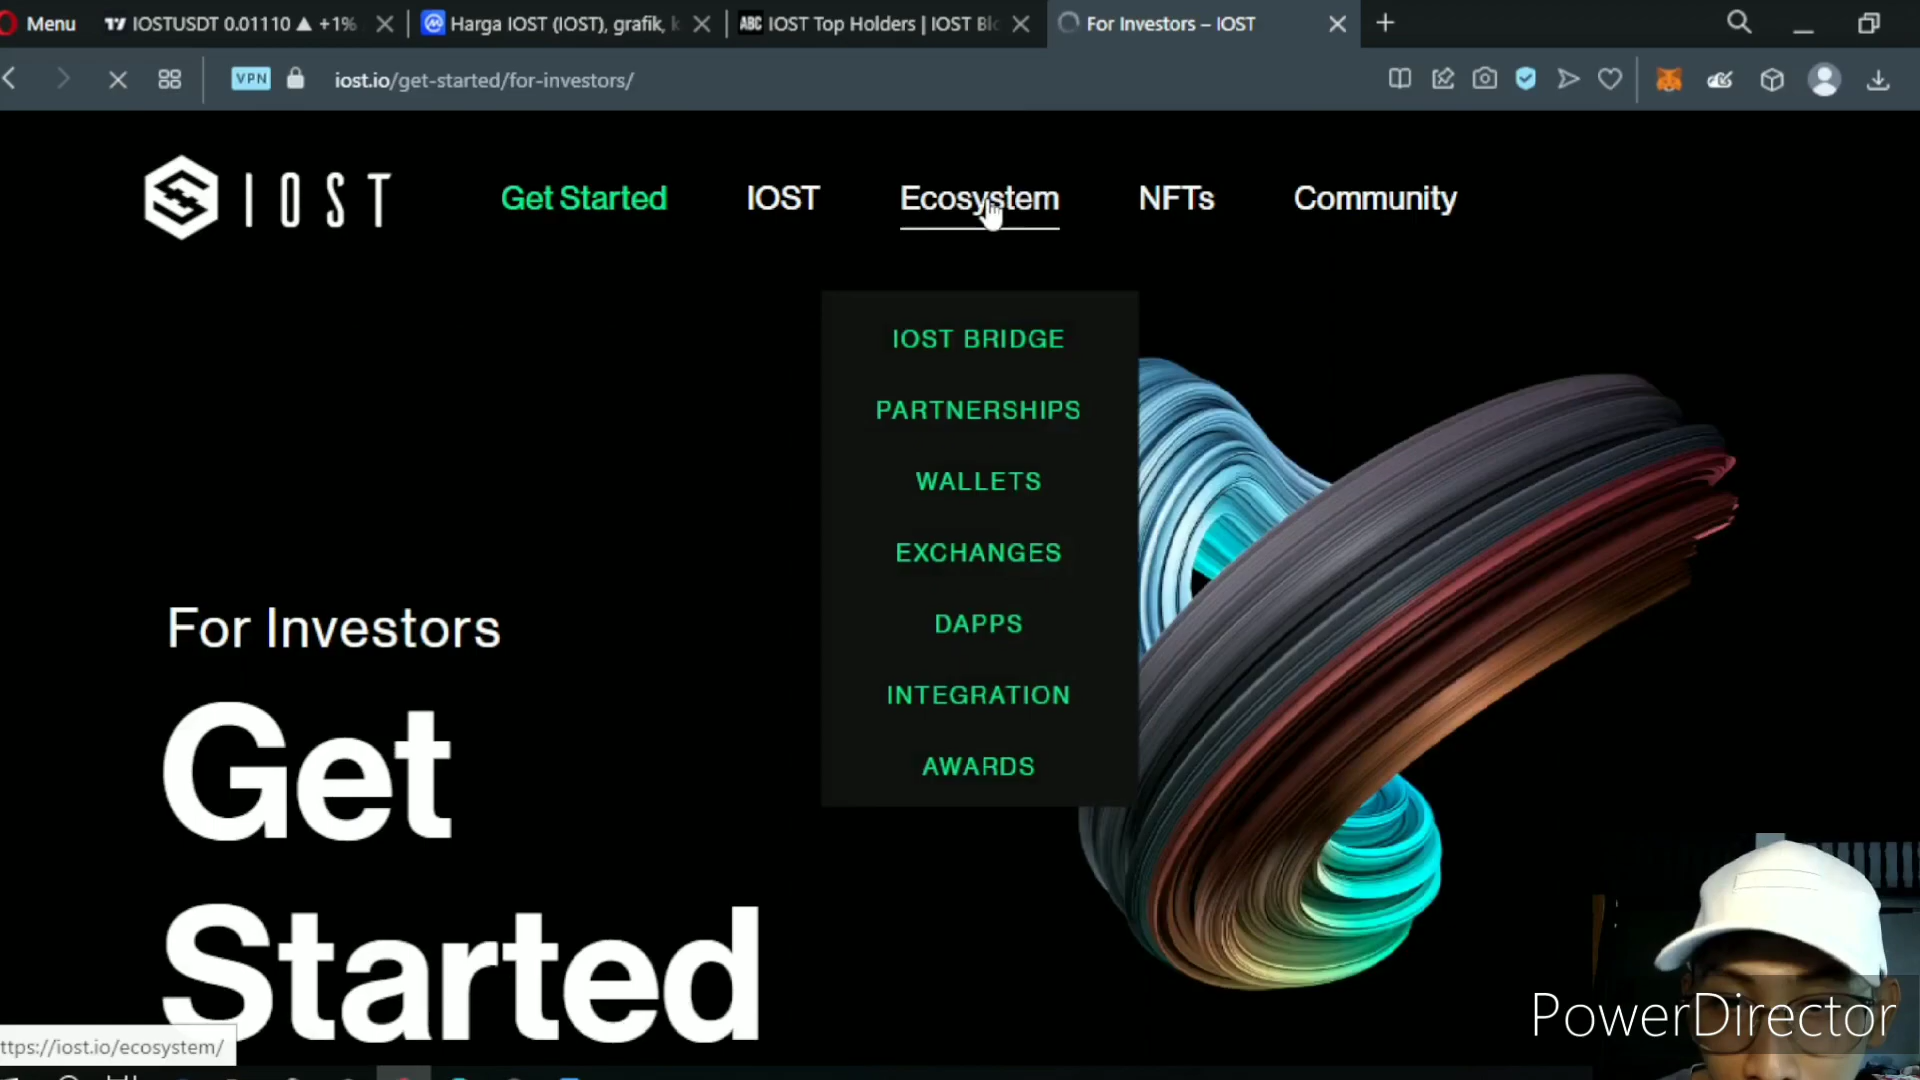 Menu
IOSTUSDT 0.01110 ▲ +1%
Harga IOST (IOST), grafik,
IOST Top Holders | IOST Blo
For Investors – IOST
VPN
iost.io/get-started/for-investors/
IOST
Get Started
IOST
Ecosystem
NFTs
Community
IOST BRIDGE
PARTNERSHIPS
WALLETS
EXCHANGES
DAPPS
INTEGRATION
AWARDS
For Investors
Get
Started
PowerDirector
ttps://iost.io/ecosystem/